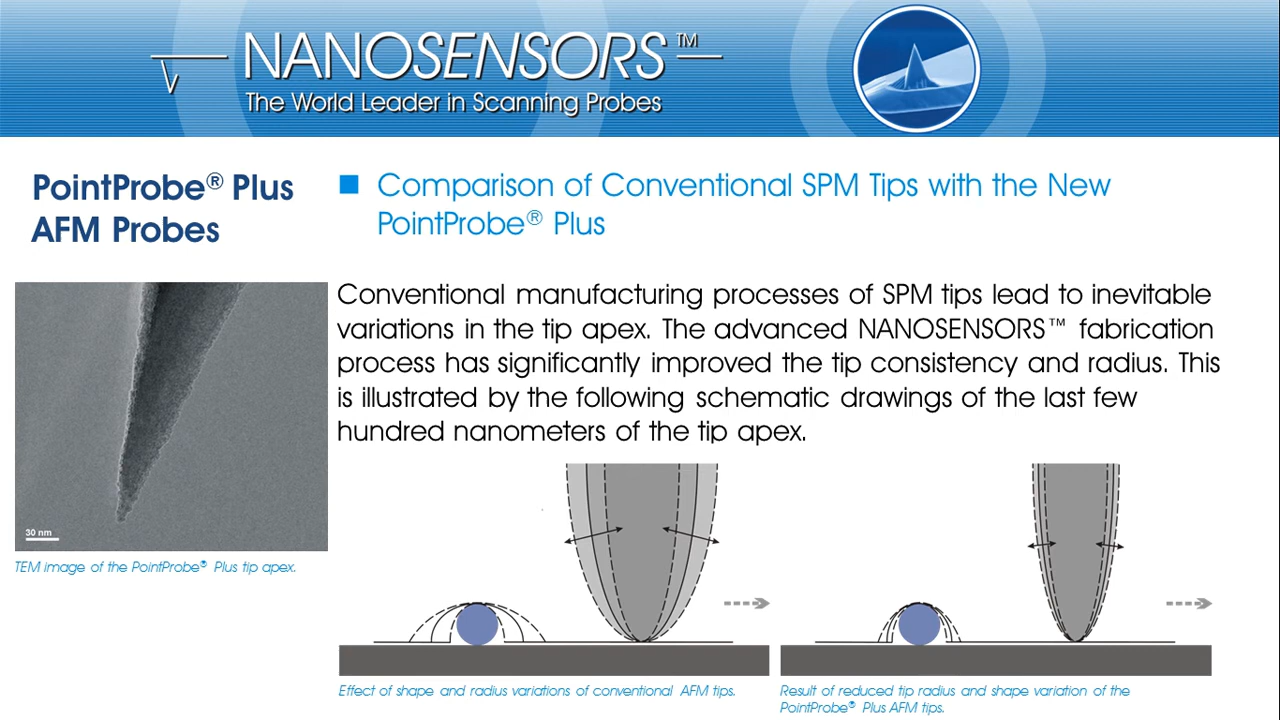 NANOSENSORS™
The World Leader in Scanning Probes
PointProbe® Plus
AFM Probes
■ Comparison of Conventional SPM Tips with the New
PointProbe® Plus
Conventional manufacturing processes of SPM tips lead to inevitable
variations in the tip apex. The advanced NANOSENSORS™ fabrication
process has significantly improved the tip consistency and radius. This
is illustrated by the following schematic drawings of the last few
hundred nanometers of the tip apex.
30 nm
TEM image of the PointProbe® Plus tip apex.
Effect of shape and radius variations of conventional AFM tips.
Result of reduced tip radius and shape variation of the
PointProbe® Plus AFM tips.